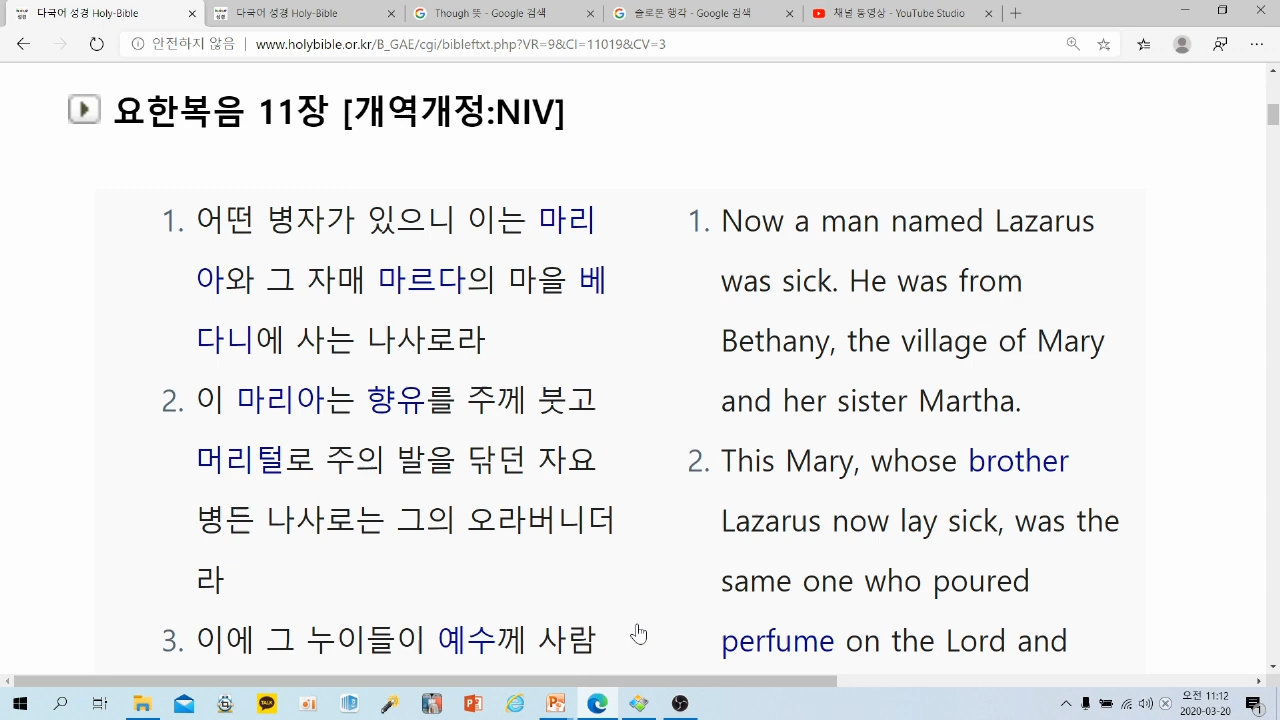 다국어 성경 Holy-Bible
다국어 성경 Holy-Bible
Though 뜻 - Google 검색
솔로몬 행각 - Google 검색
채널 동영상 - YouTube Studio
안전하지 않음
www.holybible.or.kr/B_GAE/cgi/bibleftxt.php?VR=9&CI=11019&CV=3
요한복음 11장 [개역개정:NIV]
1. 어떤 병자가 있으니 이는 마리
아와 그 자매 마르다의 마을 베
다니에 사는 나사로라
2. 이 마리아는 향유를 주께 붓고
머리털로 주의 발을 닦던 자요
병든 나사로는 그의 오라버니더
라
3. 이에 그 누이들이 예수께 사람
1. Now a man named Lazarus
was sick. He was from
Bethany, the village of Mary
and her sister Martha.
2. This Mary, whose brother
Lazarus now lay sick, was the
same one who poured
perfume on the Lord and
TALK
오전 11:12
2020-03-20
1